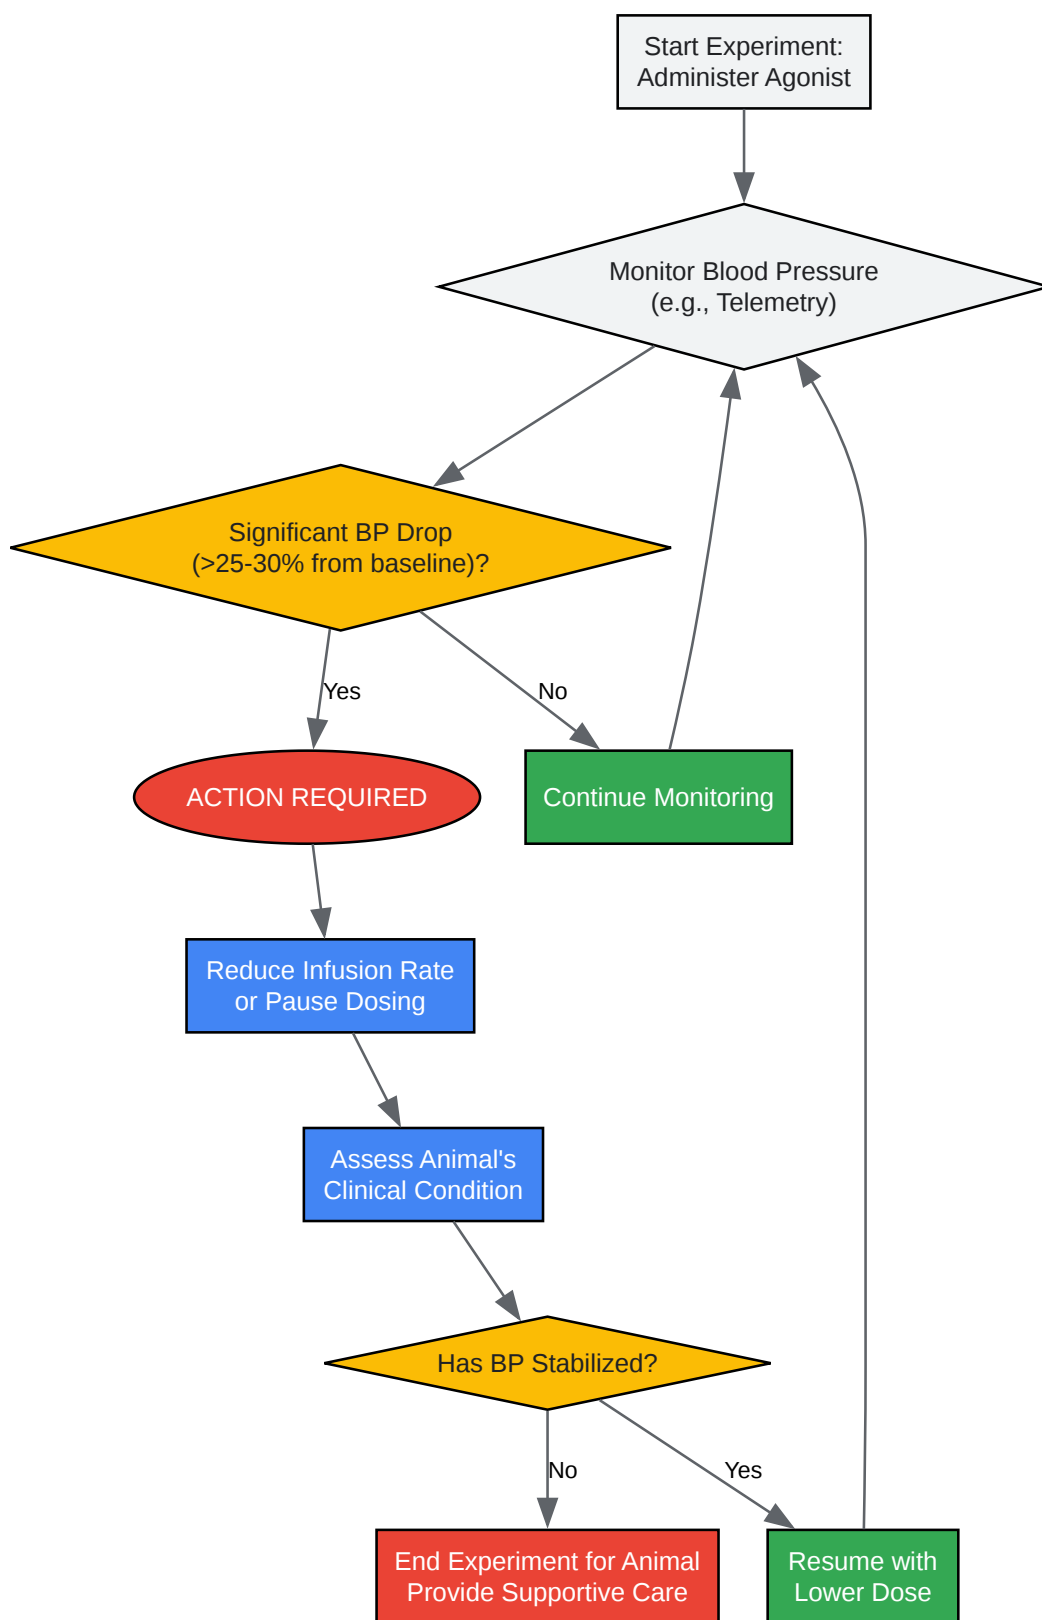 Start Experiment:
Administer Agonist
Monitor Blood Pressure
(e.g., Telemetry)
Significant BP Drop
(>25-30% from baseline)?
Yes
No
ACTION REQUIRED
Continue Monitoring
Reduce Infusion Rate
or Pause Dosing
Assess Animal's
Clinical Condition
Has BP Stabilized?
No
Yes
End Experiment for Animal
Provide Supportive Care
Resume with
Lower Dose